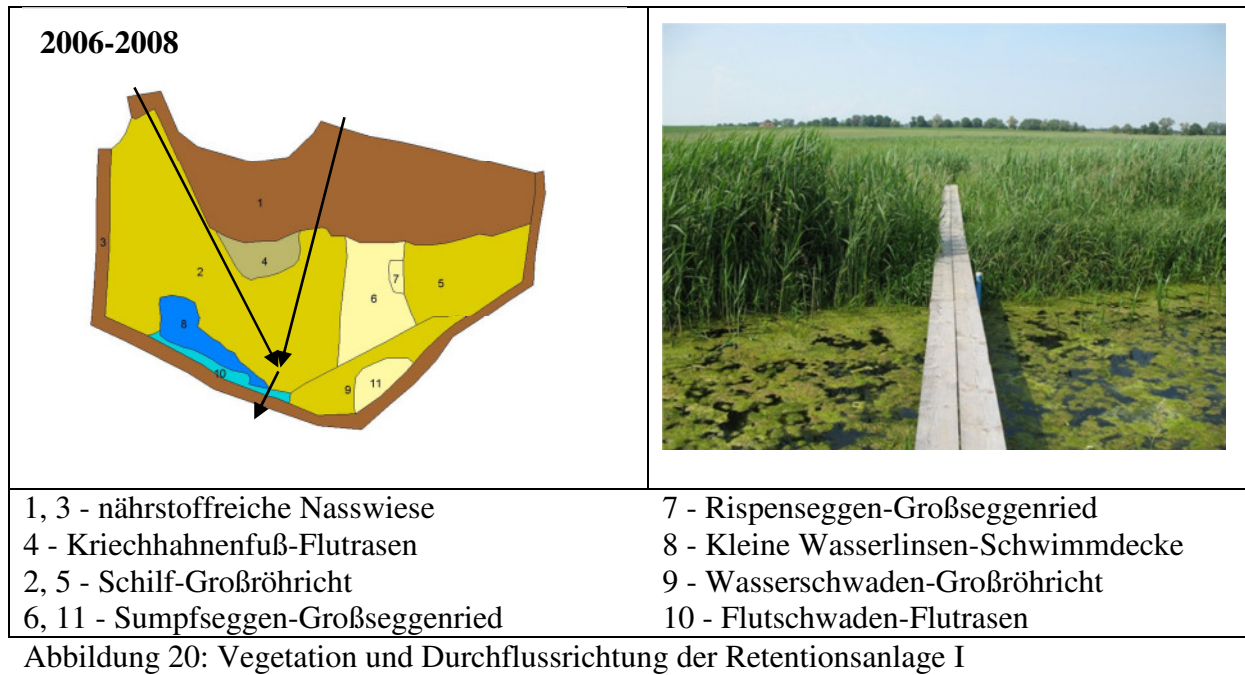 2006-2008
1
2
3
4
5
6
7
8
9
10
11
1, 3 - nährstoffreiche Nasswiese
4 - Kriechhahnenfuß-Flutrasen
2, 5 - Schilf-Großröhricht
6, 11 - Sumpfseggen-Großseggenried
7 - Rispenseggen-Großseggenried
8 - Kleine Wasserlinsen-Schwimmdecke
9 - Wasserschwaden-Großröhricht
10 - Flutschwaden-Flutrasen
Abbildung 20: Vegetation und Durchflussrichtung der Retentionsanlage I